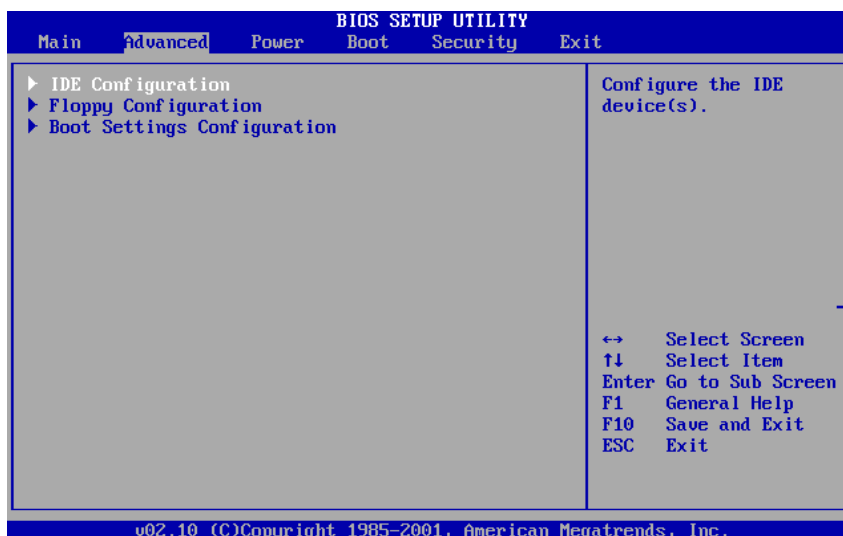 BIOS SETUP UTILITY
Main Advanced Power Boot Security Exit
IDE Configuration
Floppy Configuration
Boot Settings Configuration
Configure the IDE
device(s).
↔ Select Screen
↑↓ Select Item
Enter Go to Sub Screen
F1 General Help
F10 Save and Exit
ESC Exit
v02.10 (C)Copyright 1985-2001, American Megatrends, Inc.